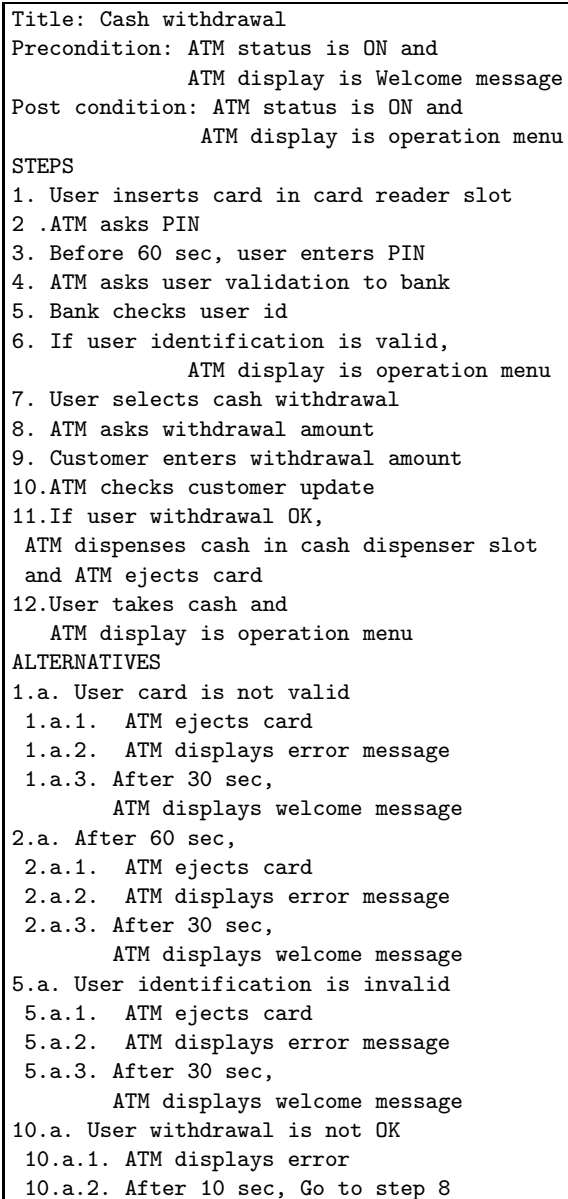 Title: Cash withdrawal
Precondition: ATM status is ON and
ATM display is Welcome message
Post condition: ATM status is ON and
ATM display is operation menu
STEPS
1. User inserts card in card reader slot
2 .ATM asks PIN
3. Before 60 sec, user enters PIN
4. ATM asks user validation to bank
5. Bank checks user id
6. If user identification is valid,
ATM display is operation menu
7. User selects cash withdrawal
8. ATM asks withdrawal amount
9. Customer enters withdrawal amount
10.ATM checks customer update
11.If user withdrawal OK,
ATM dispenses cash in cash dispenser slot
and ATM ejects card
12.User takes cash and
ATM display is operation menu
ALTERNATIVES
1.a. User card is not valid
1.a.1. ATM ejects card
1.a.2. ATM displays error message
1.a.3. After 30 sec,
ATM displays welcome message
2.a. After 60 sec,
2.a.1. ATM ejects card
2.a.2. ATM displays error message
2.a.3. After 30 sec,
ATM displays welcome message
5.a. User identification is invalid
5.a.1. ATM ejects card
5.a.2. ATM displays error message
5.a.3. After 30 sec,
ATM displays welcome message
10.a. User withdrawal is not OK
10.a.1. ATM displays error
10.a.2. After 10 sec, Go to step 8